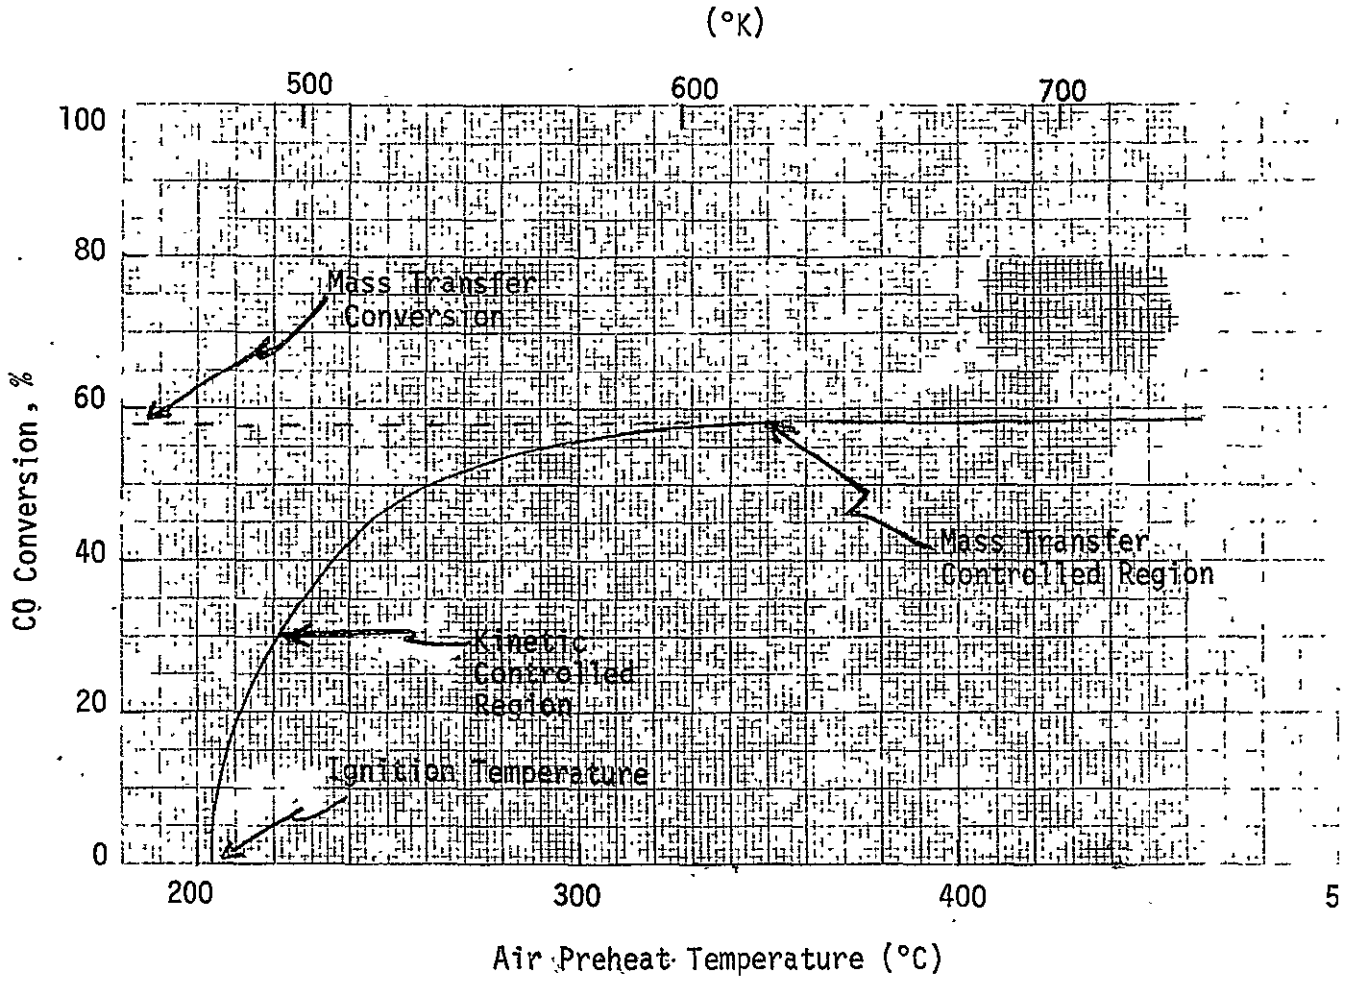 (°K)
500 600 700
100
80
60
40
20
0
CO Conversion, %
Mass Transfer
Conversion
Mass Transfer
Controlled Region
Kinetic
Controlled
Region
Ignition Temperature
200 300 400 5
Air Preheat Temperature (°C)